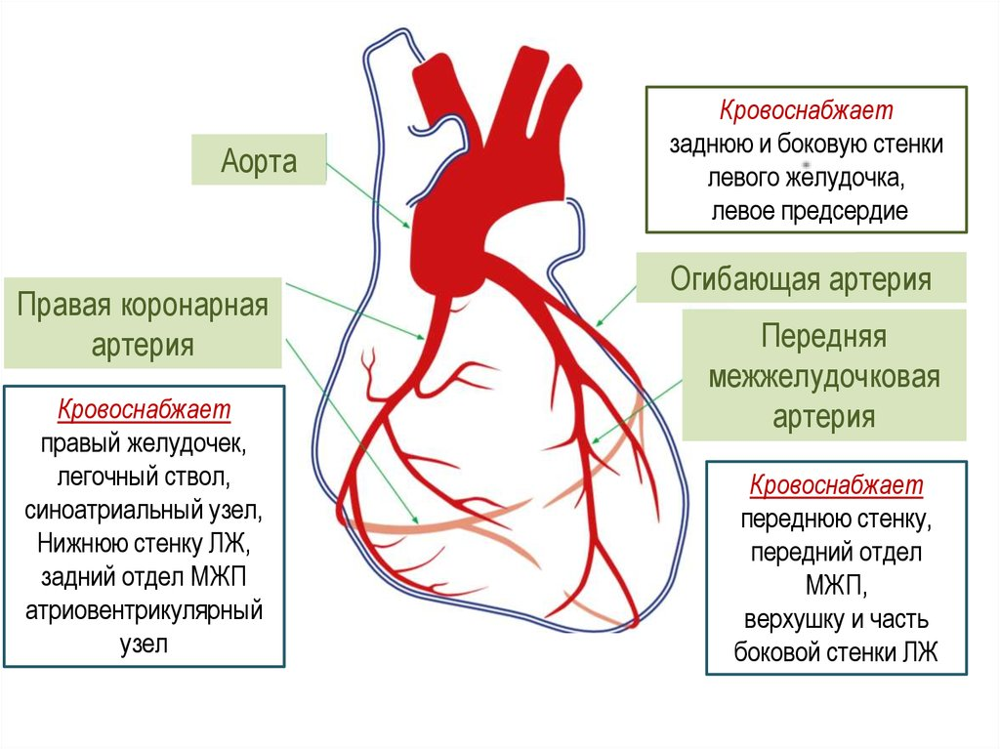 Аорта
Правая коронарная
артерия
Кровоснабжает
правый желудочек,
легочный ствол,
синоатриальный узел,
Нижнюю стенку ЛЖ,
задний отдел МЖП
атриовентрикулярный
узел
Кровоснабжает
заднюю и боковую стенки
левого желудочка,
левое предсердие
Огибающая артерия
Передняя
межжелудочковая
артерия
Кровоснабжает
переднюю стенку,
передний отдел
МЖП,
верхушку и часть
боковой стенки ЛЖ